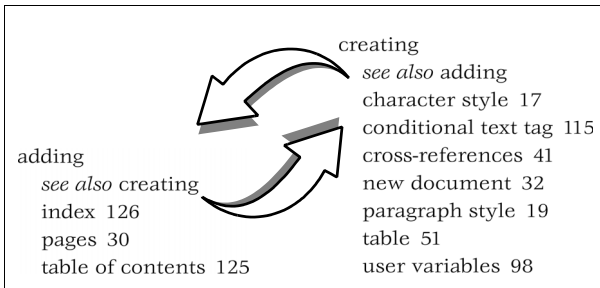 creating
see also adding
character style 17
conditional text tag 115
cross-references 41
new document 32
paragraph style 19
table 51
user variables 98
adding
see also creating
index 126
pages 30
table of contents 125